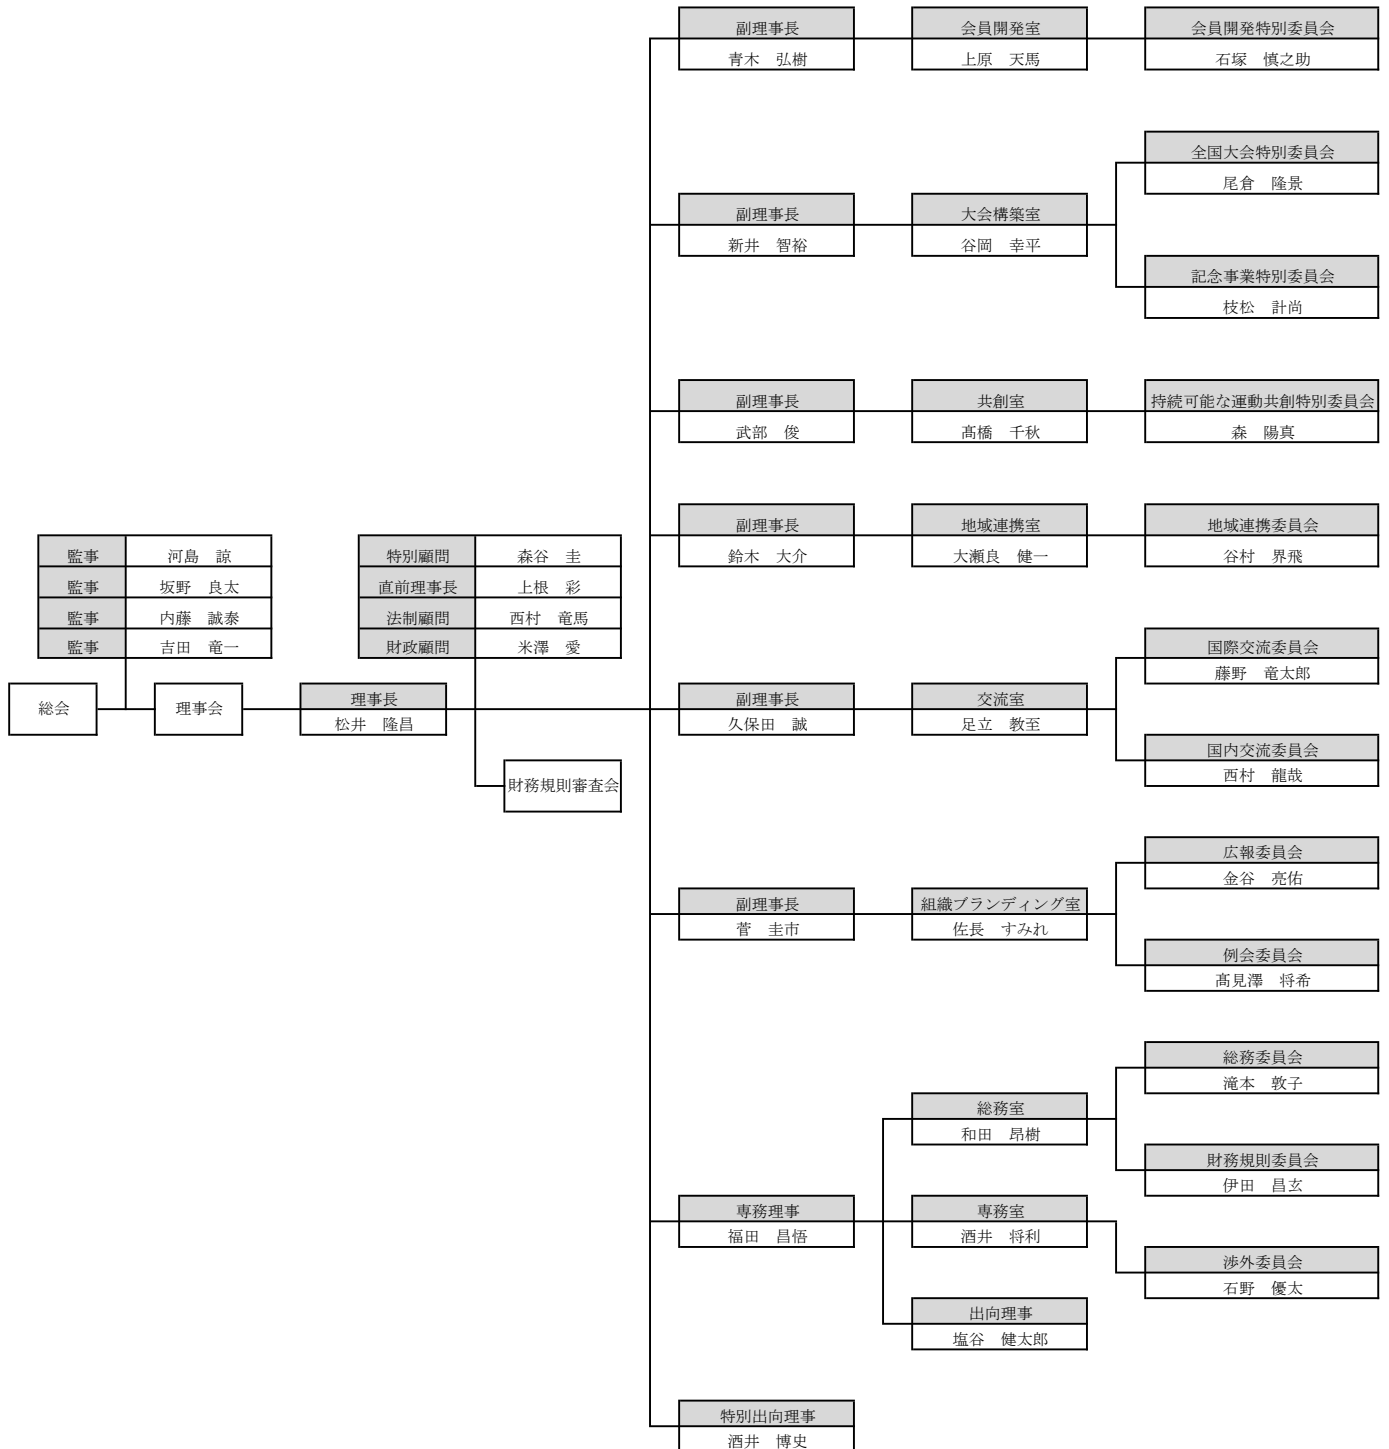 副理事長
青木　弘樹
会員開発室
上原　天馬
会員開発特別委員会
石塚　慎之助
全国大会特別委員会
尾倉　隆景
副理事長
新井　智裕
大会構築室
谷岡　幸平
記念事業特別委員会
枝松　計尚
副理事長
武部　俊
共創室
髙橋　千秋
持続可能な運動共創特別委員会
森　陽真
副理事長
鈴木　大介
地域連携室
大瀬良　健一
地域連携委員会
谷村　界飛
監事　河島　諒
監事　坂野　良太
監事　内藤　誠泰
監事　吉田　竜一
特別顧問　森谷　圭
直前理事長　上根　彩
法制顧問　西村　竜馬
財政顧問　米澤　愛
総会
理事会
理事長
松井　隆昌
財務規則審査会
副理事長
久保田　誠
交流室
足立　教至
国際交流委員会
藤野　竜太郎
国内交流委員会
西村　龍哉
副理事長
菅　圭市
組織ブランディング室
佐長　すみれ
広報委員会
金谷　亮佑
例会委員会
髙見澤　将希
専務理事
福田　昌悟
総務室
和田　昂樹
総務委員会
滝本　敦子
財務規則委員会
伊田　昌玄
専務室
酒井　将利
渉外委員会
石野　優太
出向理事
塩谷　健太郎
特別出向理事
酒井　博史